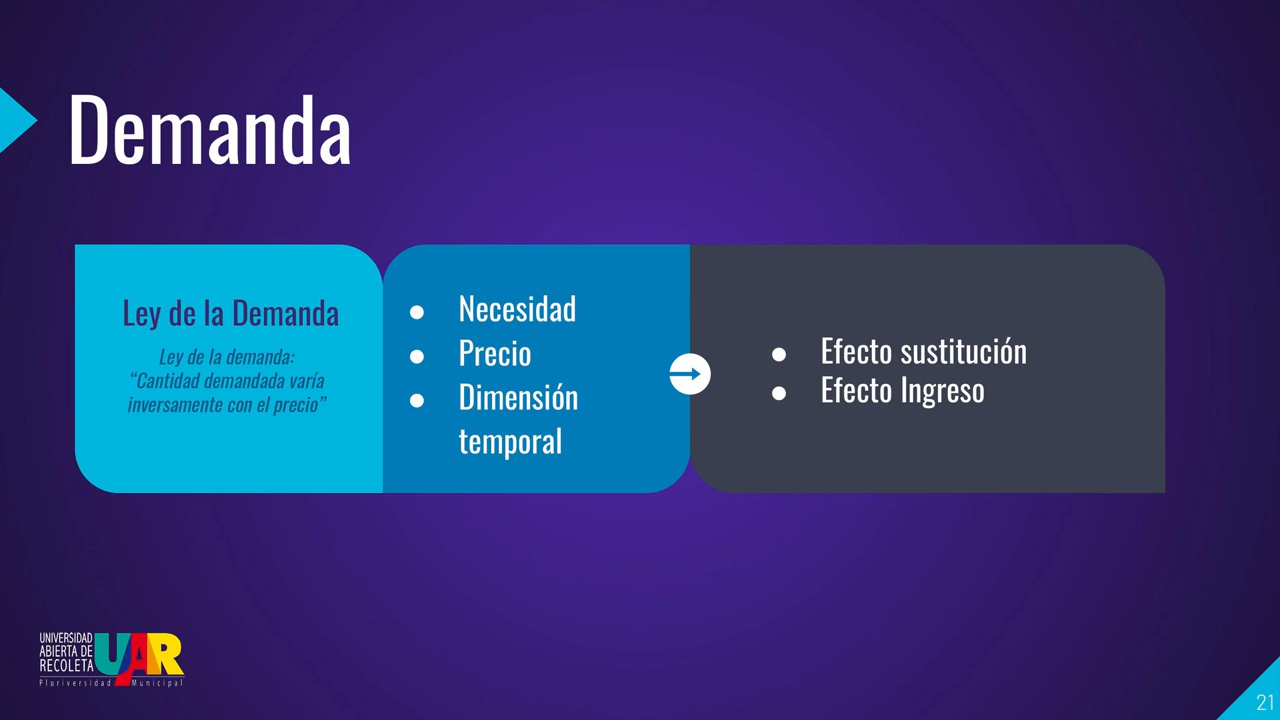 Demanda
Ley de la Demanda
Ley de la demanda:
“Cantidad demandada varía
inversamente con el precio”
● Necesidad
● Precio
● Dimensión
temporal
● Efecto sustitución
● Efecto Ingreso
UNIVERSIDAD
ABIERTA DE
RECOLETA
UAR
Pluriversidad Municipal
21